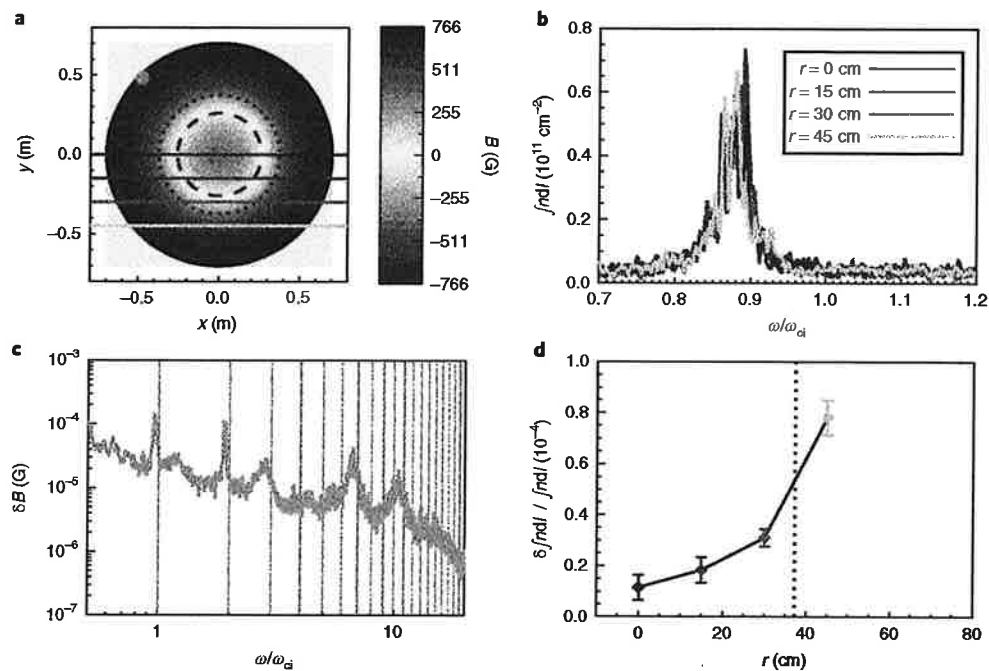 a
y (m)
0.5
0.0
−0.5
−0.5
0.0
0.5
x (m)
766
511
255
0
−255
−511
−766
B (G)
b
∫ndl (10¹¹ cm⁻²)
0.8
0.6
0.4
0.2
0.0
0.7
0.8
0.9
1.0
1.1
1.2
ω/ω_ci
r = 0 cm
r = 15 cm
r = 30 cm
r = 45 cm
c
δB (G)
10⁻³
10⁻⁴
10⁻⁵
10⁻⁶
10⁻⁷
1
10
ω/ω_ci
d
δ∫ndl / ∫ndl (10⁻⁴)
1.0
0.8
0.6
0.4
0.2
0.0
0
20
40
60
80
r (cm)